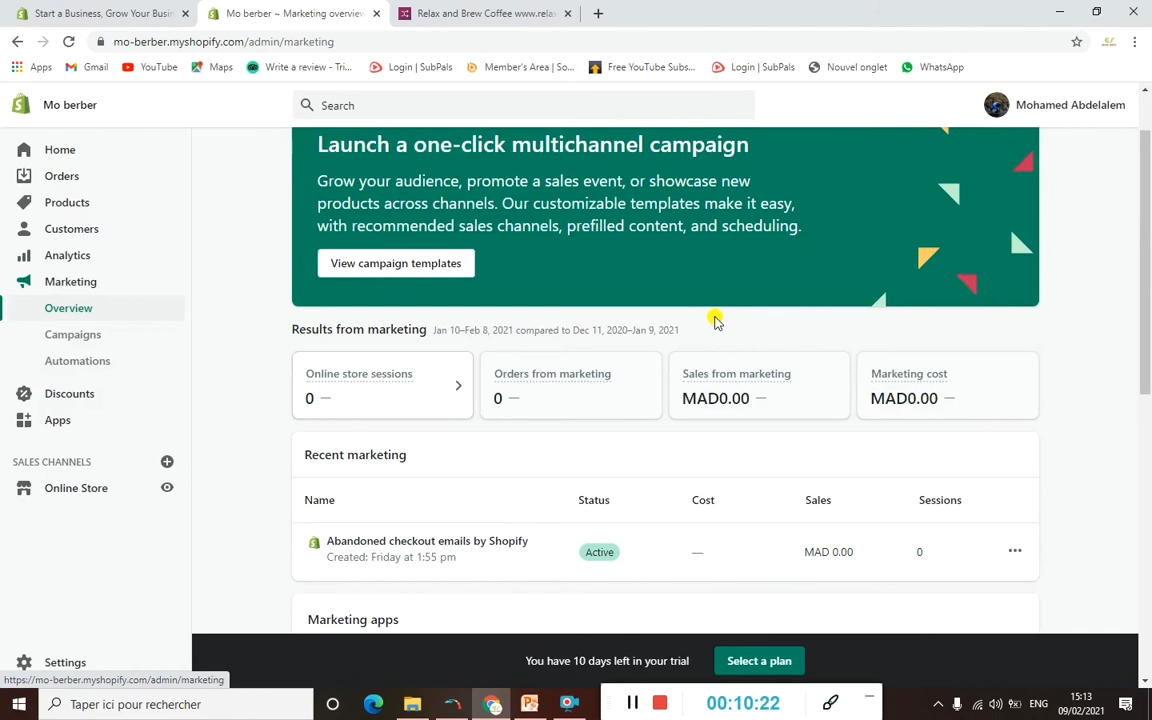 Start a Business, Grow Your Busin
Mo berber ~ Marketing overview
Relax and Brew Coffee www.relax
mo-berber.myshopify.com/admin/marketing
Apps
Gmail
YouTube
Maps
Write a review - Tri...
Login | SubPals
Member's Area | So...
Free YouTube Subs...
Login | SubPals
Nouvel onglet
WhatsApp
Mo berber
Search
Mohamed Abdelalem
Home
Orders
Products
Customers
Analytics
Marketing
Overview
Campaigns
Automations
Discounts
Apps
SALES CHANNELS
Online Store
Settings
https://mo-berber.myshopify.com/admin/marketing
Launch a one-click multichannel campaign
Grow your audience, promote a sales event, or showcase new
products across channels. Our customizable templates make it easy,
with recommended sales channels, prefilled content, and scheduling.
View campaign templates
Results from marketing Jan 10–Feb 8, 2021 compared to Dec 11, 2020–Jan 9, 2021
Online store sessions
0 —
Orders from marketing
0 —
Sales from marketing
MAD0.00 —
Marketing cost
MAD0.00 —
Recent marketing
Name Status Cost Sales Sessions
Abandoned checkout emails by Shopify
Created: Friday at 1:55 pm
Active — MAD 0.00 0
Marketing apps
You have 10 days left in your trial
Select a plan
Taper ici pour rechercher
00:10:22
ENG
15:13
09/02/2021